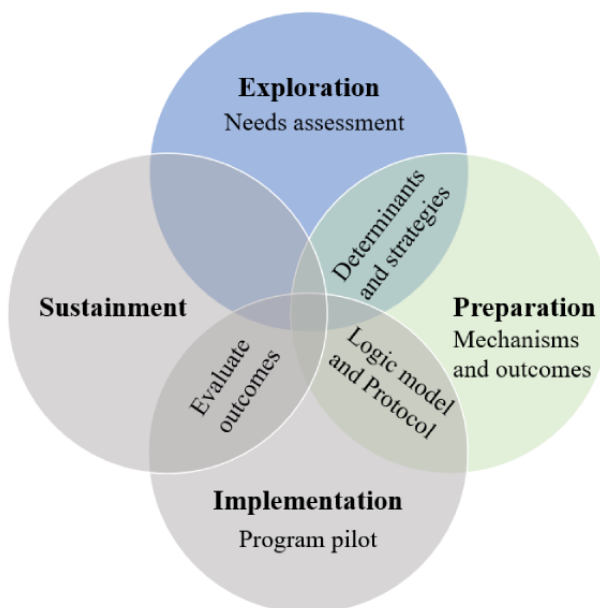 Exploration
Needs assessment
Determinants
and strategies
Sustainment
Preparation
Mechanisms
and outcomes
Evaluate
outcomes
Logic model
and Protocol
Implementation
Program pilot